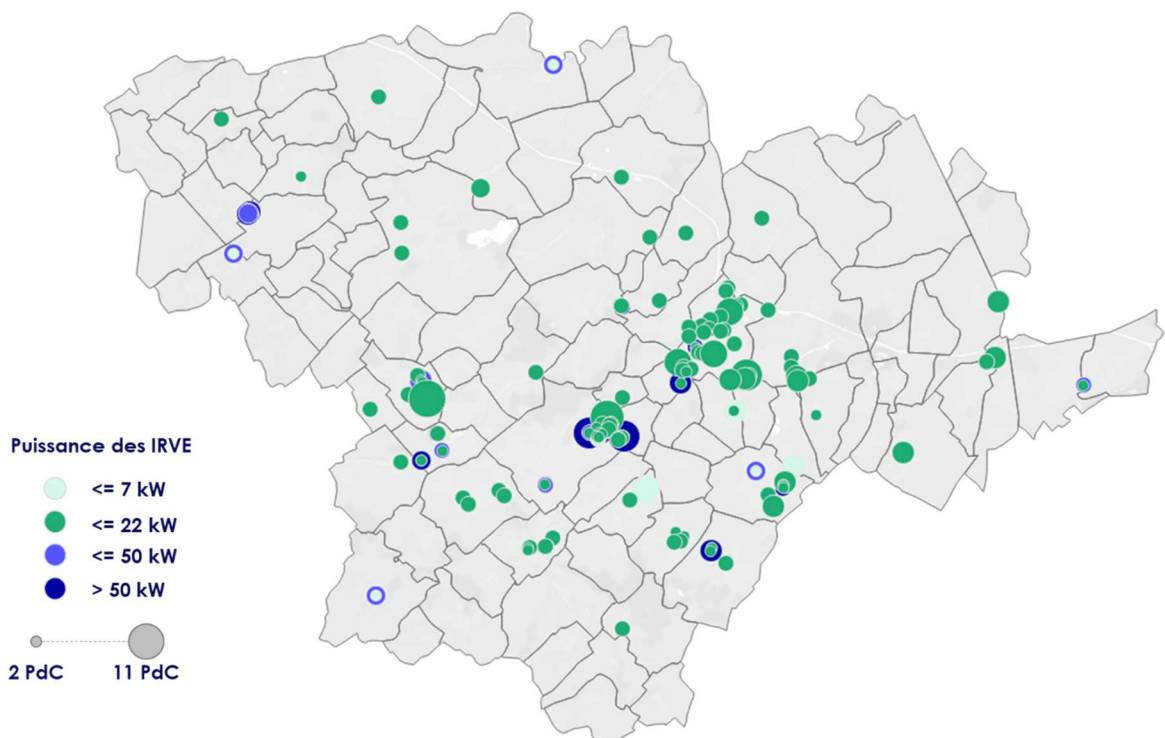 Puissance des IRVE
<= 7 kW
<= 22 kW
<= 50 kW
> 50 kW
2 PdC 11 PdC